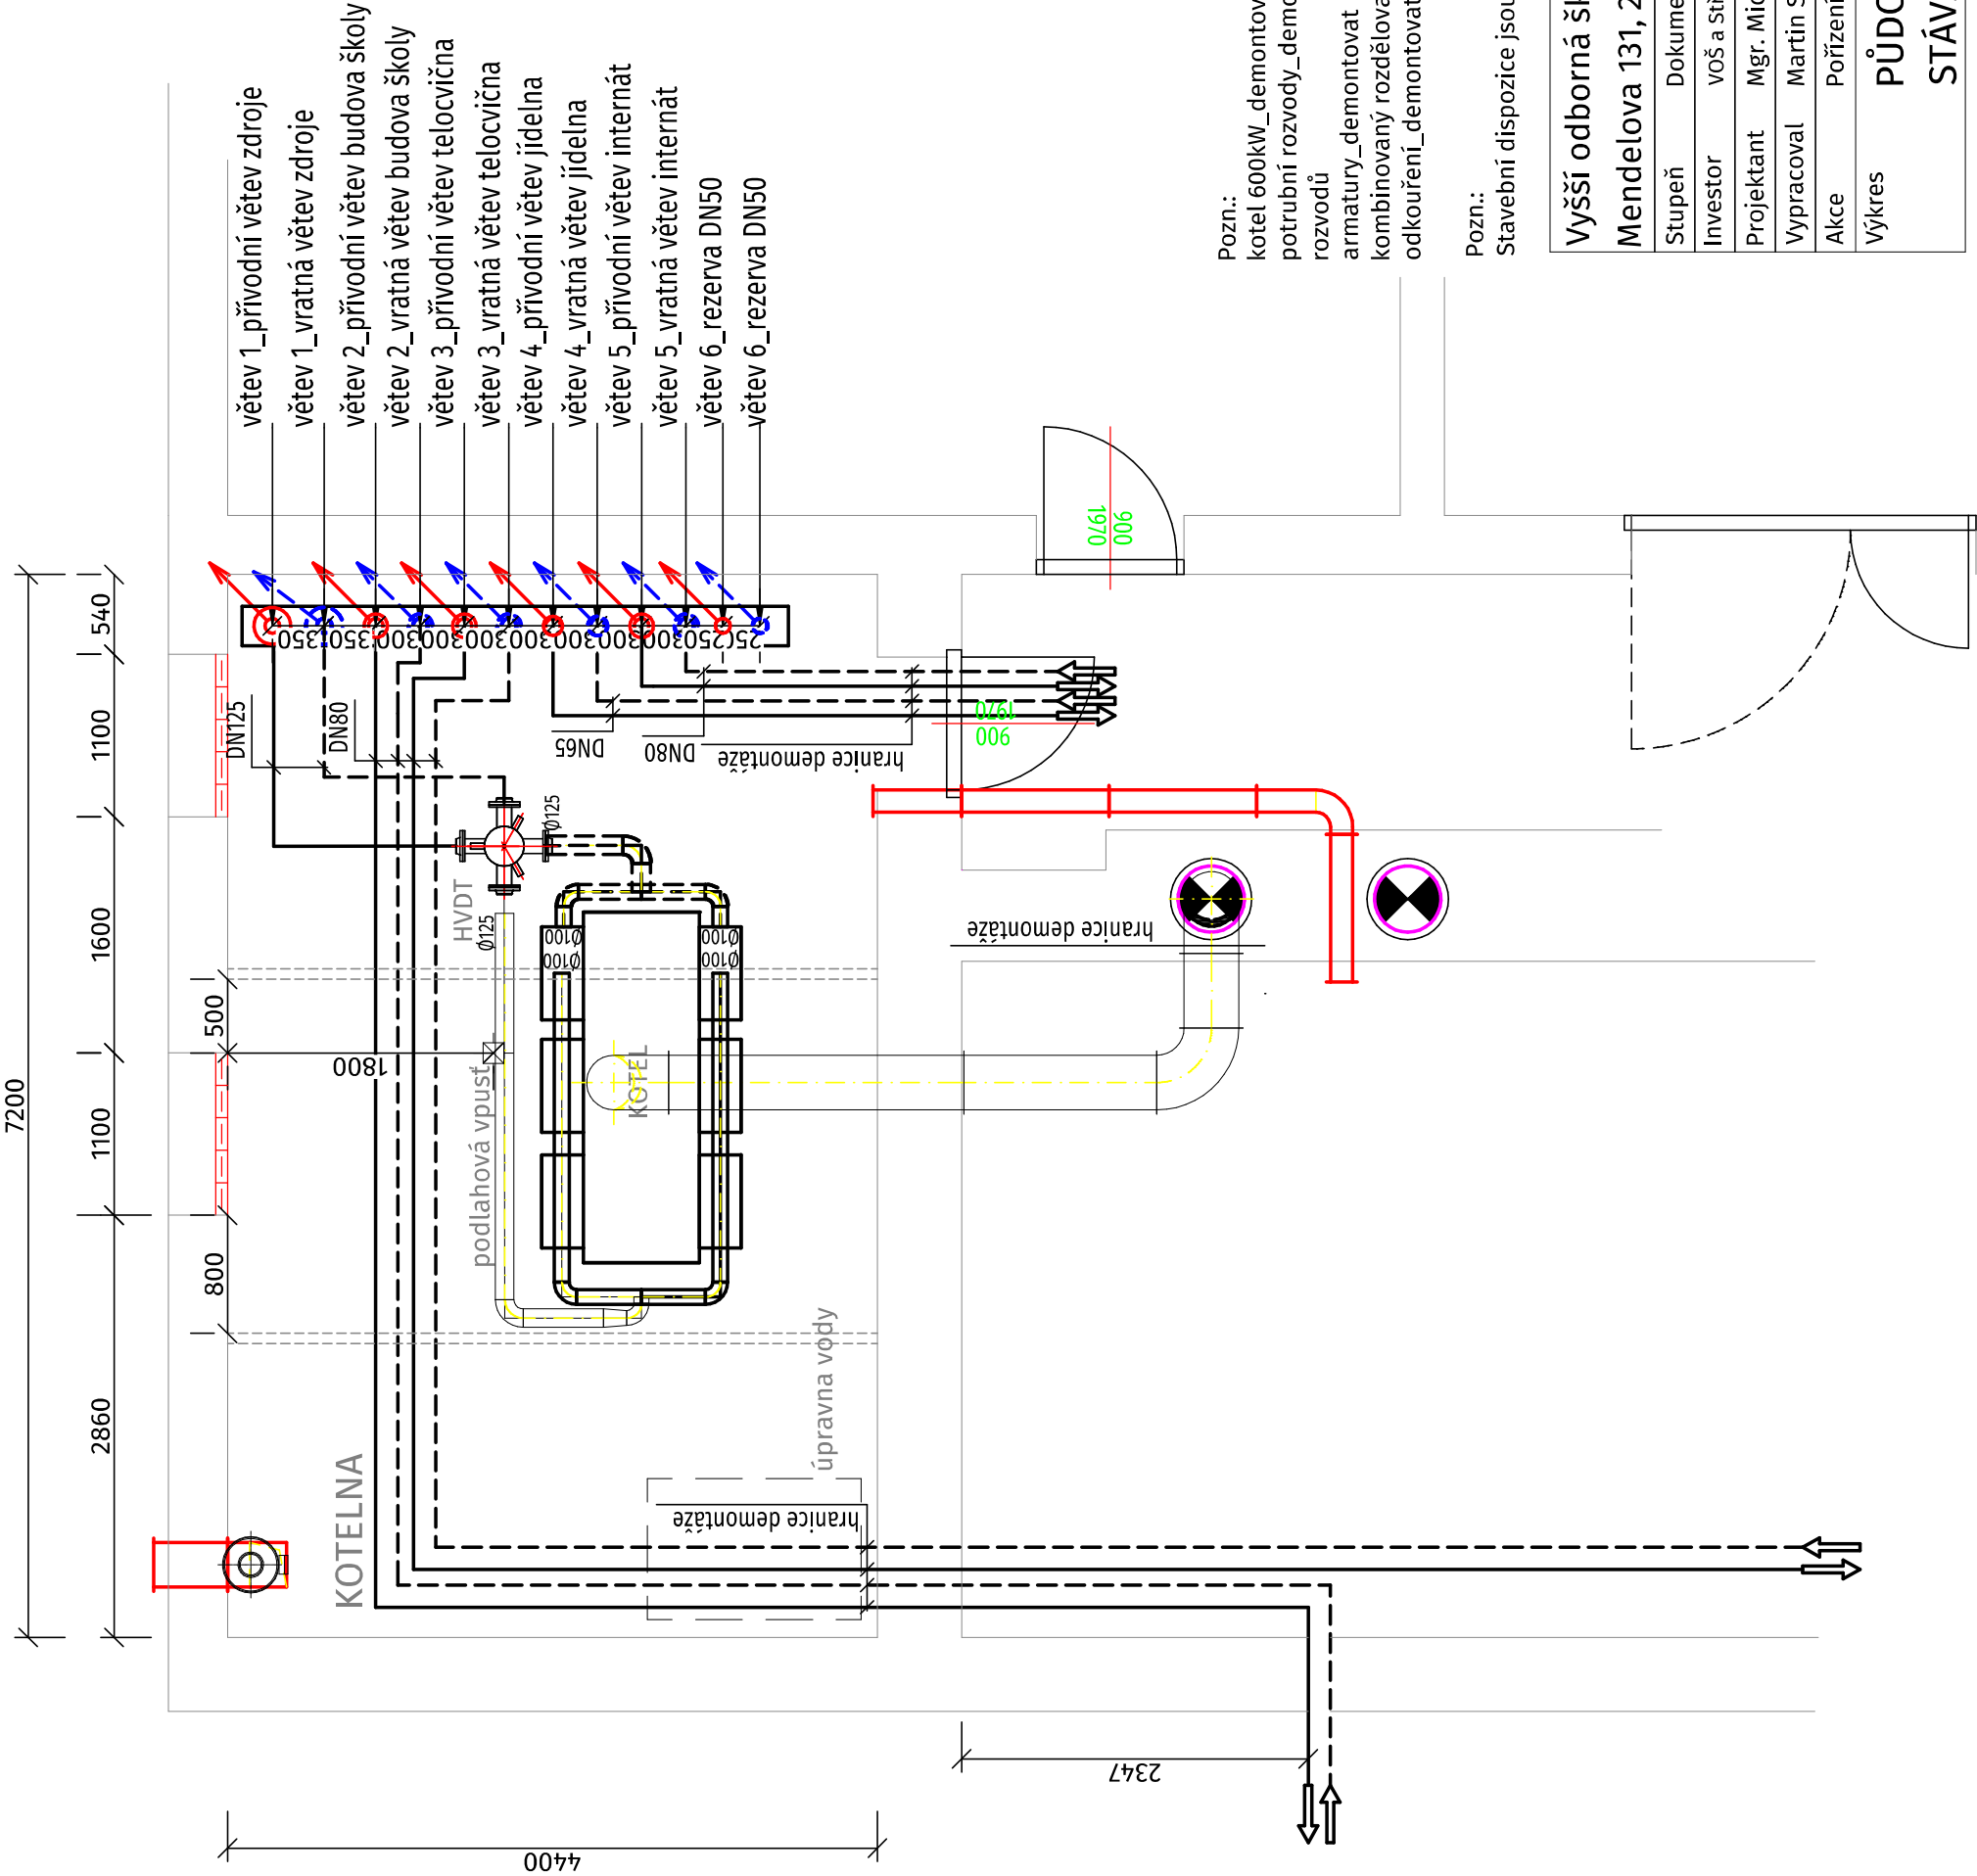 větev 1_přívodní větev zdroje
větev 1_vratná větev zdroje
větev 2_přívodní větev budova školy
větev 2_vratná větev budova školy
větev 3_přívodní větev telocvična
větev 3_vratná větev telocvična
větev 4_přívodní větev jídelna
větev 4_vratná větev jídelna
větev 5_přívodní větev internát
větev 5_vratná větev internát
větev 6_rezerva DN50
větev 6_rezerva DN50
7200
540
1100
1600
500
1100
800
2860
1800
350
350
350
300
300
300
300
300
300
250
250
DN125
DN80
DN65
DN80
hranice demontáže
1970
900
1970
900
HVDT
Ø125
Ø125
Ø100
Ø100
Ø100
Ø100
KOTEL
podlahová vpusť
hranice demontáže
úpravna vody
hranice demontáže
KOTELNA
2347
4400
Pozn.:
kotel 600kW_demontov
potrubní rozvody_demo
rozvodů
armatury_demontovat
kombinovaný rozdělova
odkouření_demontovat
Pozn.:
Stavební dispozice jsou
Vyšší odborná šk
Mendelova 131, 2
Stupeň Dokume
Investor VOŠ a stř
Projektant Mgr. Mic
Vypracoval Martin S
Akce Pořízení
Výkres PŮDO
STÁV